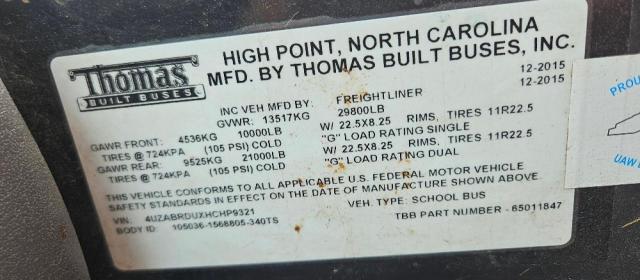 Thomas
BUILT BUSES
HIGH POINT, NORTH CAROLINA
MFD. BY THOMAS BUILT BUSES, INC.
12-2015
12-2015
INC VEH MFD BY: FREIGHTLINER
GVWR: 13517KG 29800LB
GAWR FRONT: 4536KG 10000LB W/ 22.5X8.25 RIMS, TIRES 11R22.5
TIRES @ 724KPA (105 PSI) COLD "G" LOAD RATING SINGLE
GAWR REAR: 9525KG 21000LB W/ 22.5X8.25 RIMS, TIRES 11R22.5
TIRES @ 724KPA (105 PSI) COLD "G" LOAD RATING DUAL
THIS VEHICLE CONFORMS TO ALL APPLICABLE U.S. FEDERAL MOTOR VEHICLE
SAFETY STANDARDS IN EFFECT ON THE DATE OF MANUFACTURE SHOWN ABOVE.
VIN: 4UZABRDUXHCHP9321 VEH. TYPE: SCHOOL BUS
BODY ID: 105036-1568805-340TS TBB PART NUMBER - 65011847
PROU
UAW